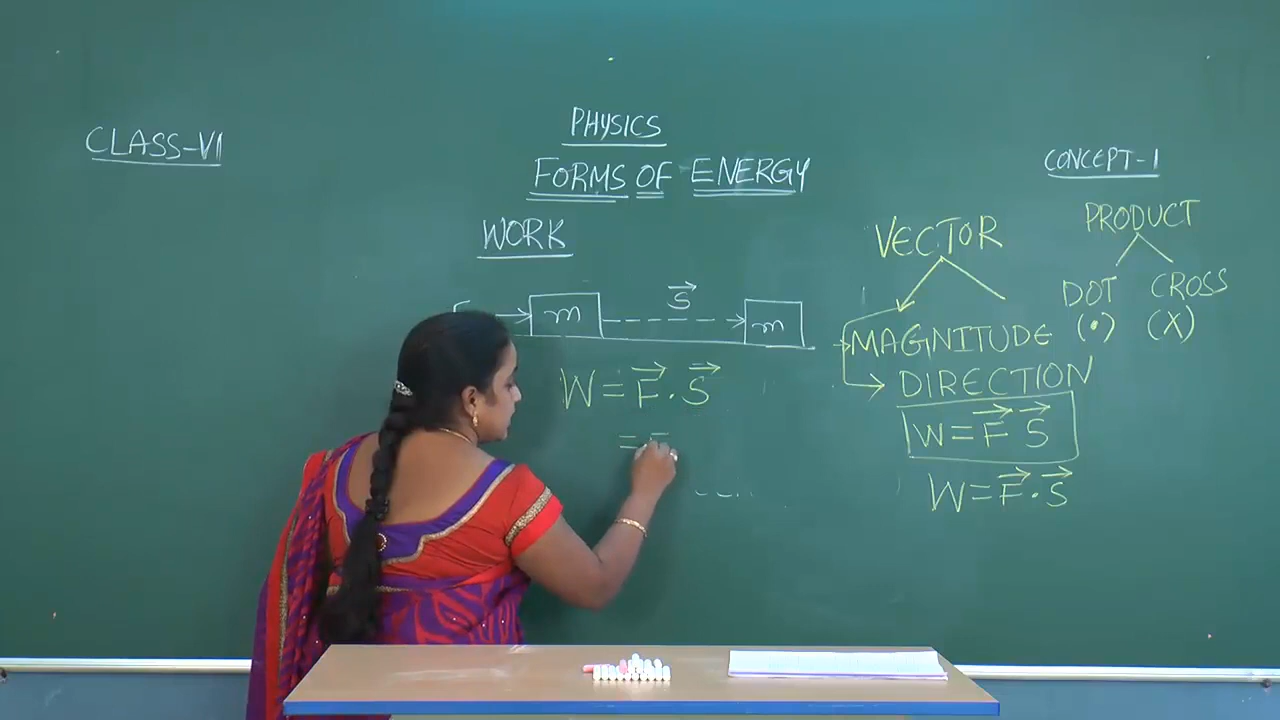 PHYSICS
CLASS-VI
FORMS OF ENERGY
CONCEPT-1
WORK
VECTOR
PRODUCT
DOT CROSS
(•) (X)
S
m m
MAGNITUDE
DIRECTION
W = F . S
W = F S
=
W = F . S